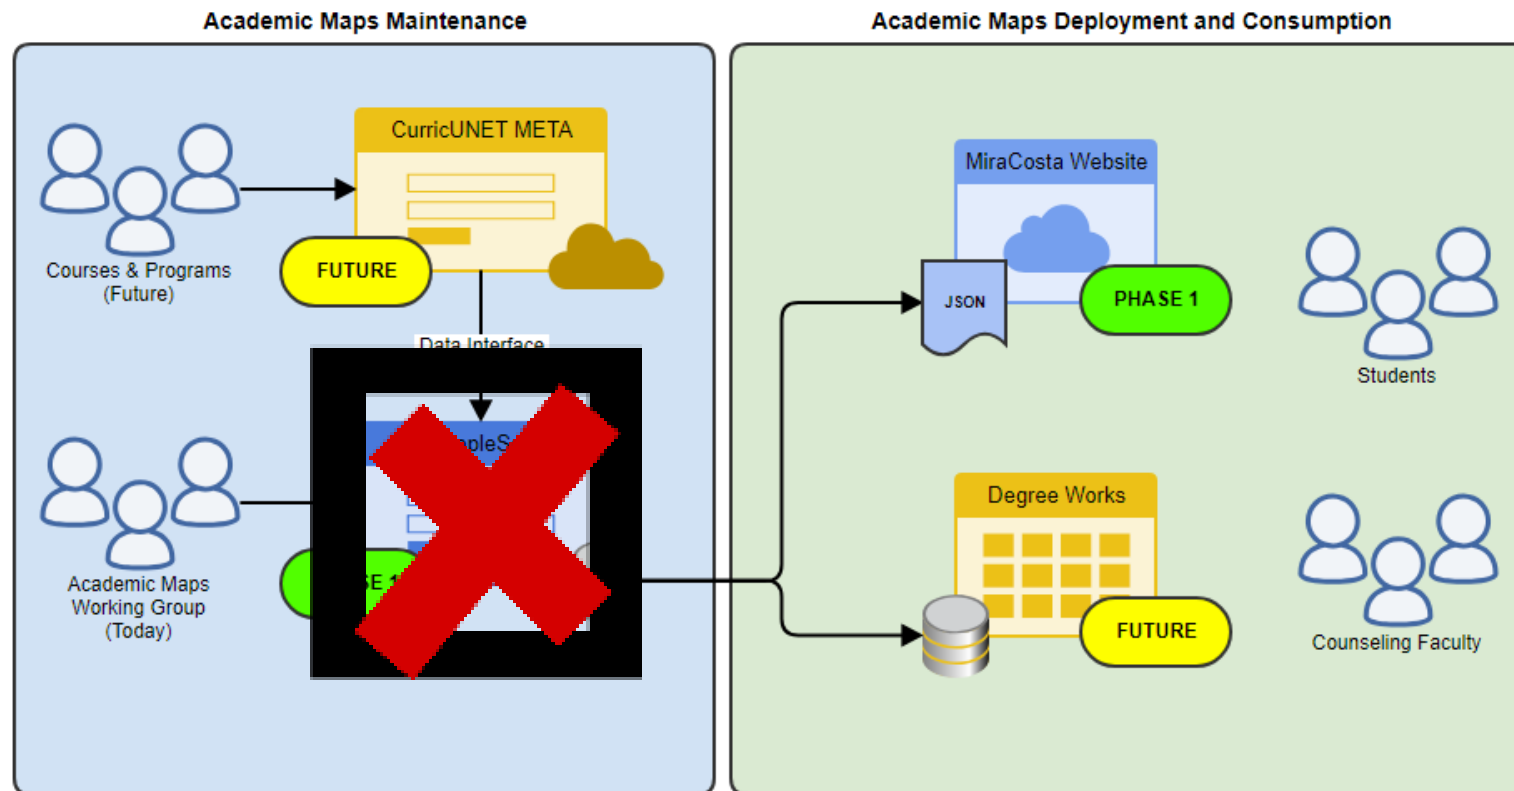 Academic Maps Maintenance
Academic Maps Deployment and Consumption
CurricUNET META
FUTURE
Courses & Programs
(Future)
Data Interface
Academic Maps
Working Group
(Today)
MiraCosta Website
JSON
PHASE 1
Students
Degree Works
FUTURE
Counseling Faculty